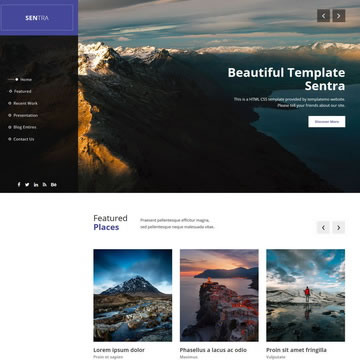 SENTRA
Home
Featured
Recent Work
Presentation
Blog Entries
Contact Us
Beautiful Template
Sentra
This is a HTML CSS template provided by templatemo website.
Please tell your friends about our site.
Discover More
Featured
Places
Praesent pellentesque efficitur magna,
sed pellentesque neque malesuada vitae.
Lorem ipsum dolor
Proin et sapien
Phasellus a lacus ac odio
Maximus
Proin sit amet fringilla
Vulputate